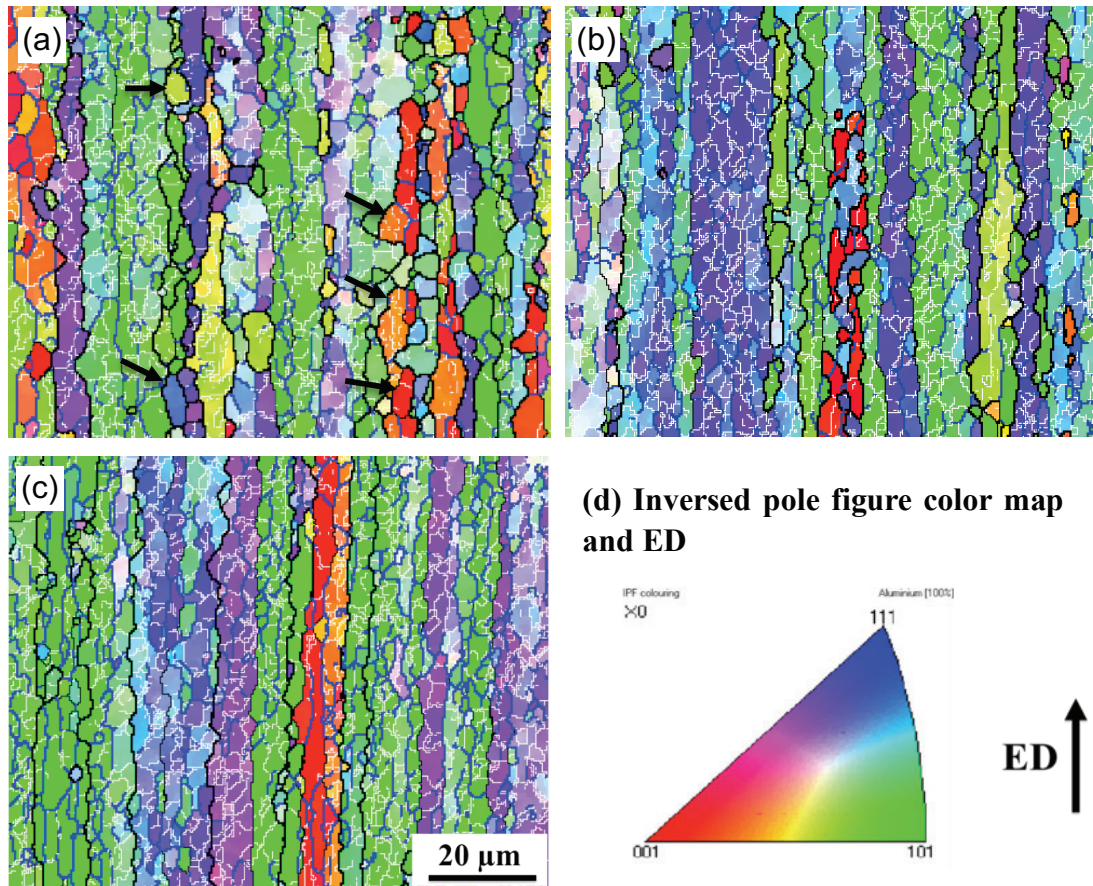 (a)
(b)
(c)
20 µm
(d) Inversed pole figure color map
and ED
IPF colouring
X0
Aluminium [100%]
111
001
101
ED